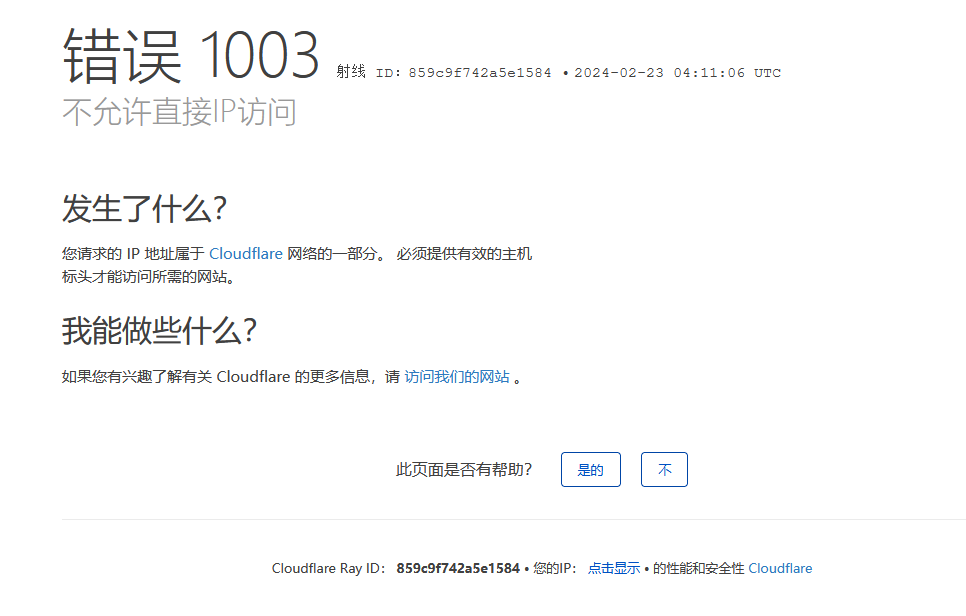 错误 1003 射线 ID: 859c9f742a5e1584 • 2024-02-23 04:11:06 UTC
不允许直接IP访问
发生了什么?
您请求的 IP 地址属于 Cloudflare 网络的一部分。 必须提供有效的主机
标头才能访问所需的网站。
我能做些什么?
如果您有兴趣了解有关 Cloudflare 的更多信息，请 访问我们的网站 。
此页面是否有帮助? 是的 不
Cloudflare Ray ID： 859c9f742a5e1584 • 您的IP： 点击显示 • 的性能和安全性 Cloudflare